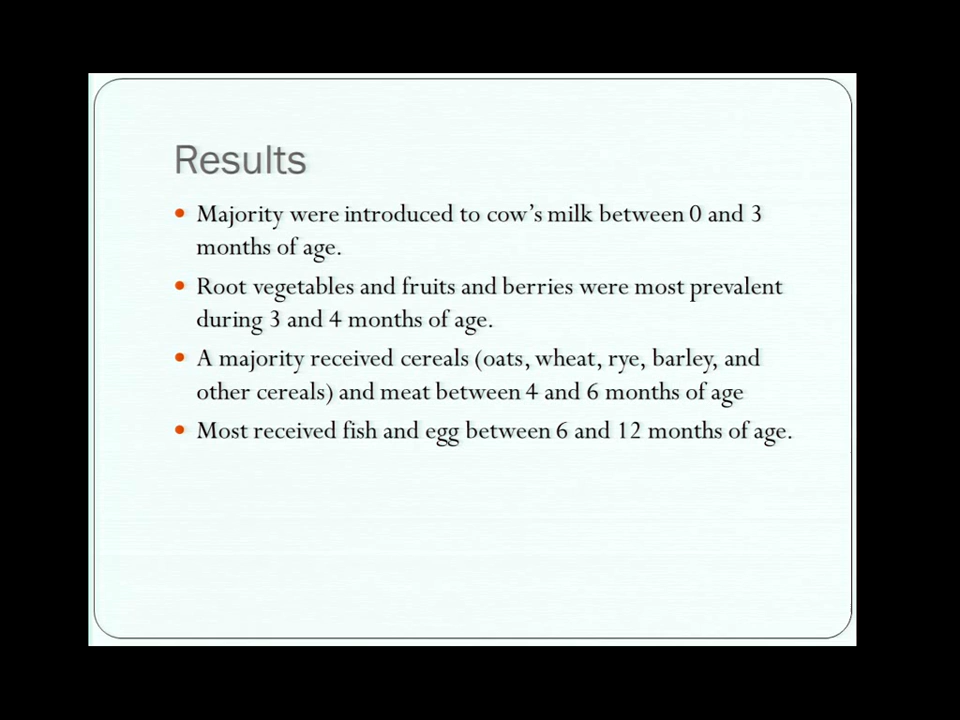 Results
• Majority were introduced to cow's milk between 0 and 3
months of age.
• Root vegetables and fruits and berries were most prevalent
during 3 and 4 months of age.
• A majority received cereals (oats, wheat, rye, barley, and
other cereals) and meat between 4 and 6 months of age
• Most received fish and egg between 6 and 12 months of age.